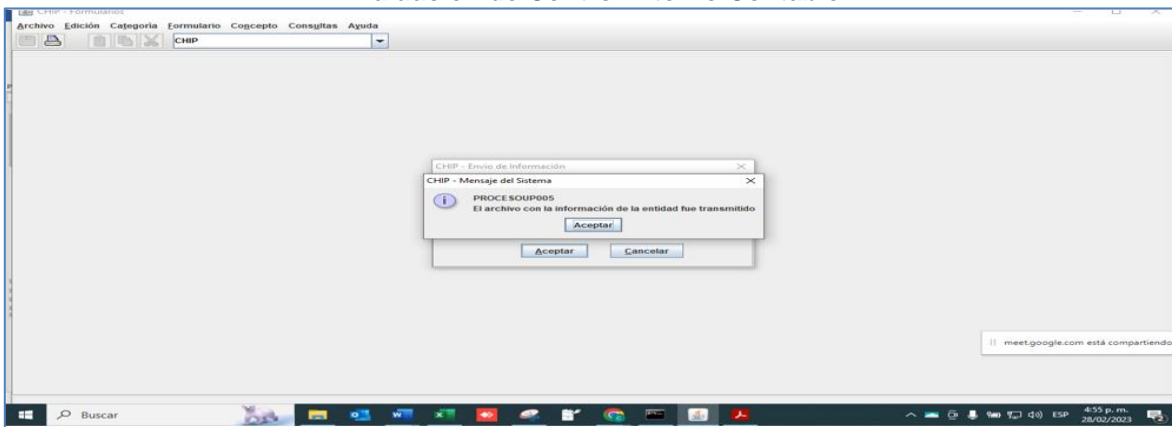 CHIP - Formularios
Archivo Edición Categoría Formulario Concepto Consultas Ayuda
CHIP
CHIP - Envio de Información
CHIP - Mensaje del Sistema
PROCESOUP005
El archivo con la información de la entidad fue transmitido
Aceptar
Aceptar Cancelar
meet.google.com está compartiendo
Buscar
ESP
4:55 p. m.
28/02/2023